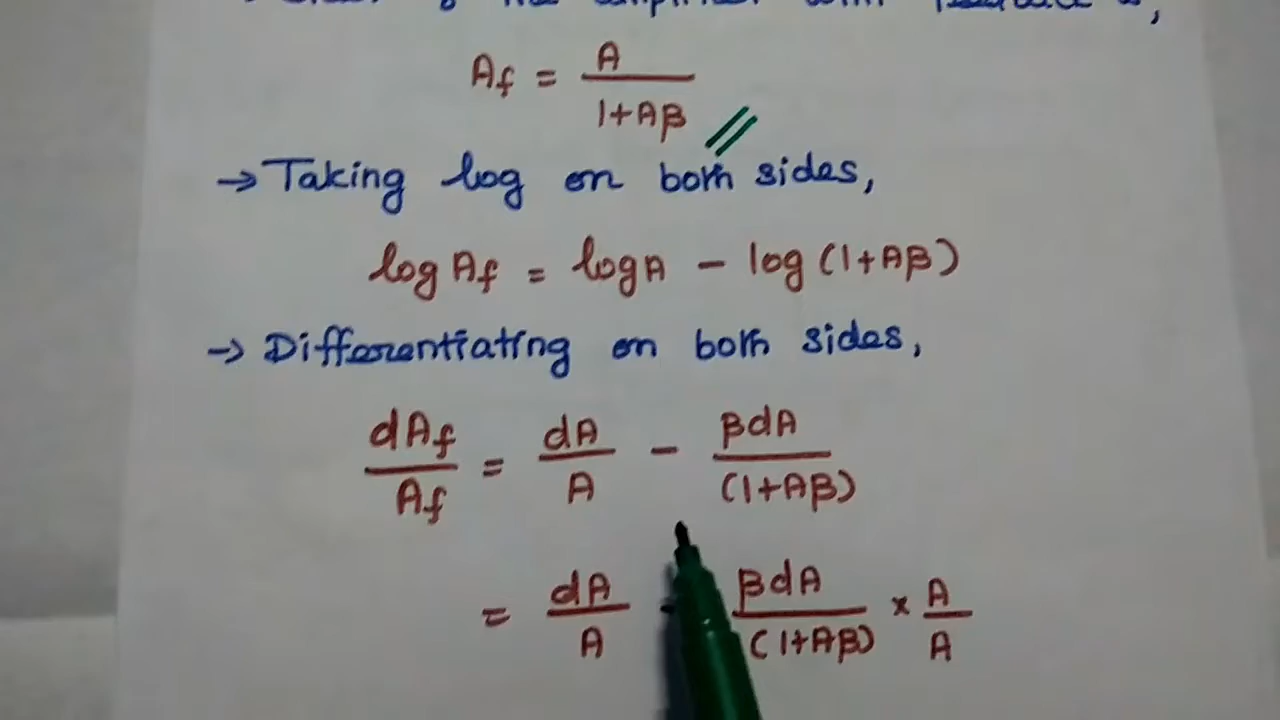 Af = A / 1+Aβ
→ Taking log on both sides,
log Af = log A - log (1+Aβ)
→ Differentiating on both sides,
dAf / Af = dA / A - βdA / (1+Aβ)
= dA / A - βdA / (1+Aβ) × A / A